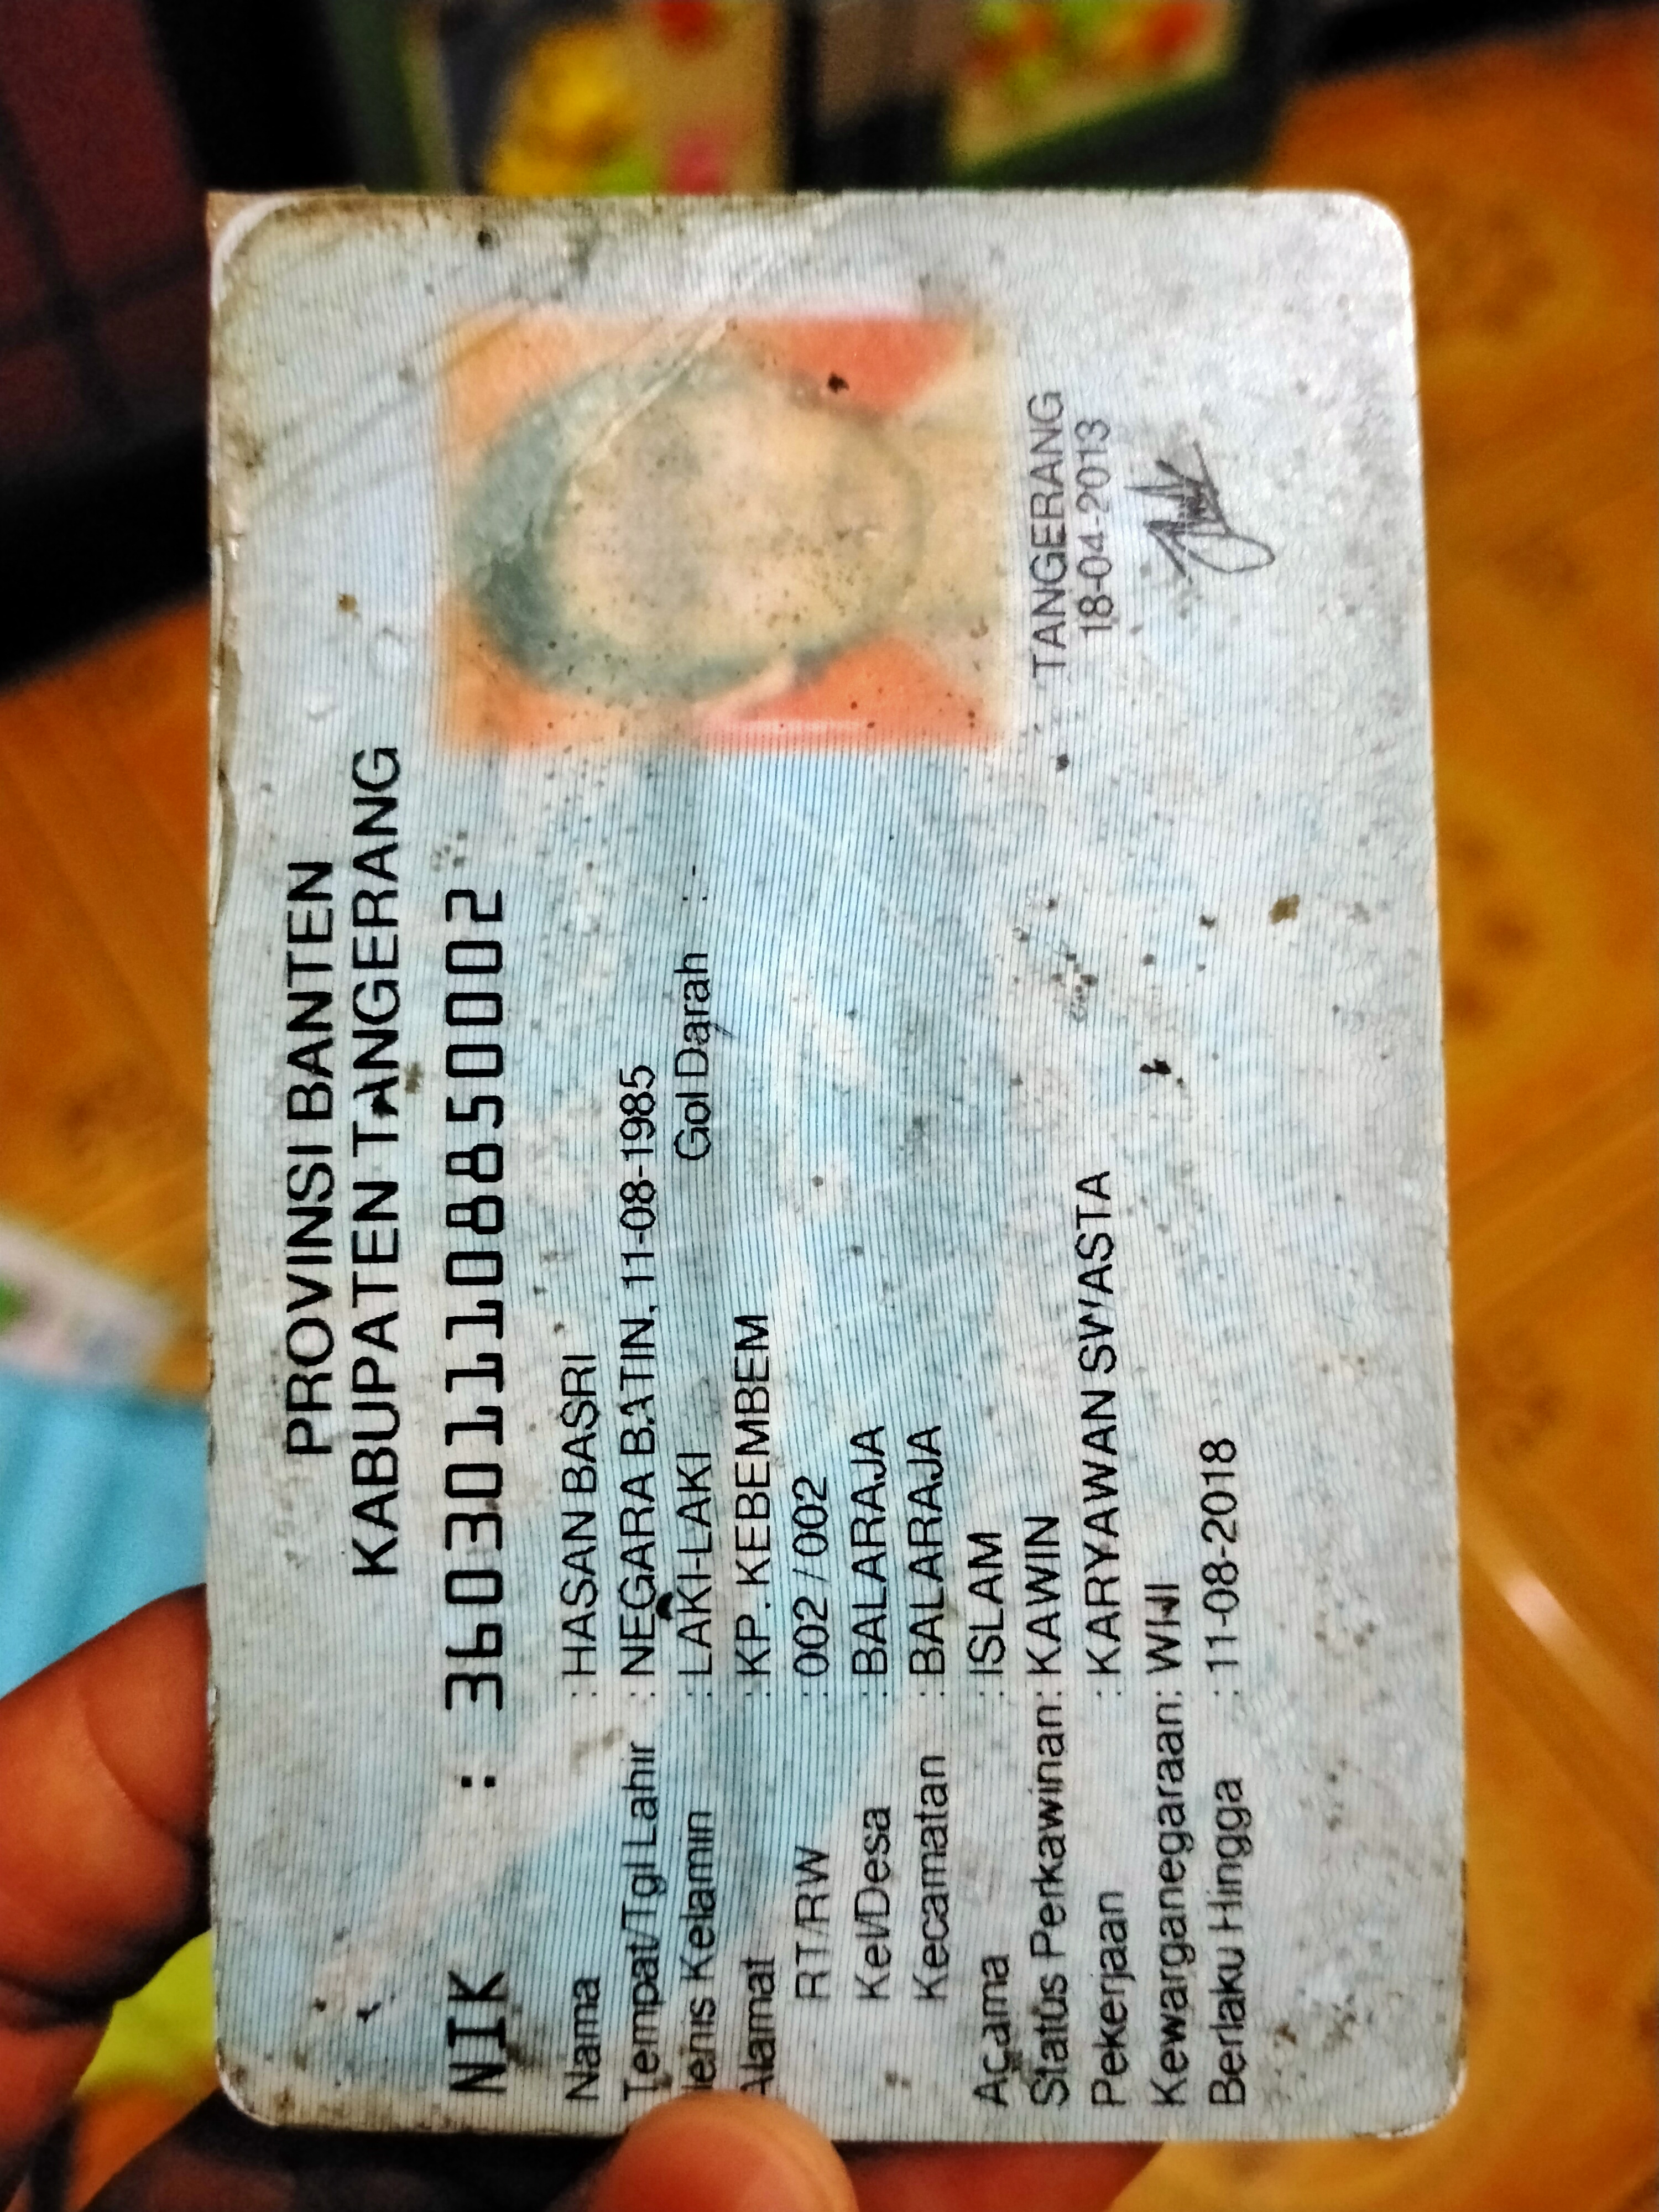 PROVINSI BANTEN
KABUPATEN TANGERANG
NIK : 3603011108850002
Nama : HASAN BASRI
Tempat/Tgl Lahir : NEGARA BATIN, 11-08-1985
Jenis Kelamin : LAKI-LAKI Gol Darah : -
Alamat : KP. KEBEMBEM
RT/RW : 002 / 002
Kel/Desa : BALARAJA
Kecamatan : BALARAJA
Agama : ISLAM
Status Perkawinan: KAWIN
Pekerjaan : KARYAWAN SWASTA
Kewarganegaraan: WNI
Berlaku Hingga : 11-08-2018
TANGERANG
18-04-2013